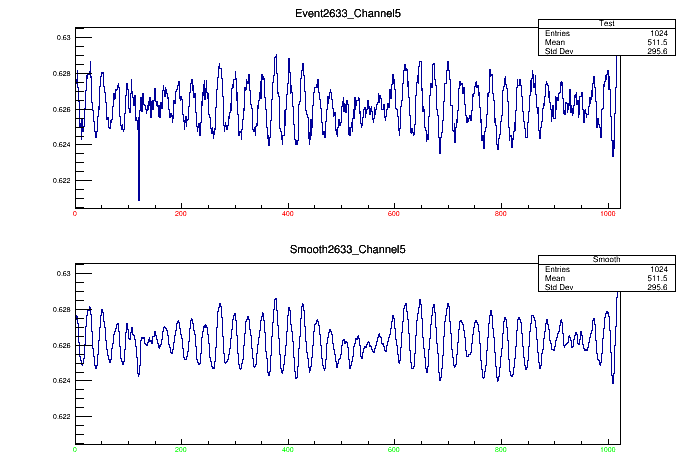 Event2633_Channel5
Test
Entries 1024
Mean 511.5
Std Dev 295.6
0.63
0.628
0.626
0.624
0.622
0 200 400 600 800 1000
Smooth2633_Channel5
Smooth
Entries 1024
Mean 511.5
Std Dev 295.6
0.63
0.628
0.626
0.624
0.622
0 200 400 600 800 1000